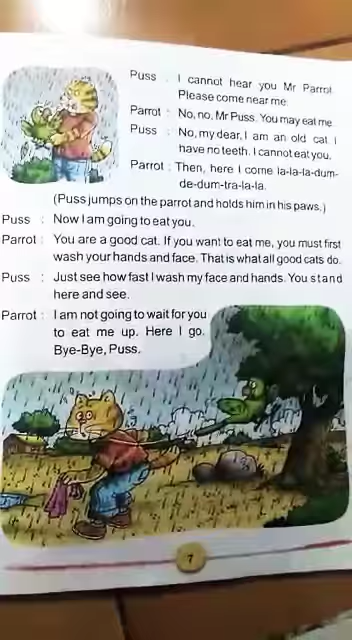 Puss : I cannot hear you Mr Parrot.
Please come near me.
Parrot : No, no, Mr Puss. You may eat me.
Puss : No, my dear, I am an old cat. I
have no teeth. I cannot eat you.
Parrot : Then, here I come la-la-la-dum-
de-dum-tra-la-la.
(Puss jumps on the parrot and holds him in his paws.)
Puss : Now I am going to eat you.
Parrot : You are a good cat. If you want to eat me, you must first
wash your hands and face. That is what all good cats do.
Puss : Just see how fast I wash my face and hands. You stand
here and see.
Parrot : I am not going to wait for you
to eat me up. Here I go.
Bye-Bye, Puss.
7